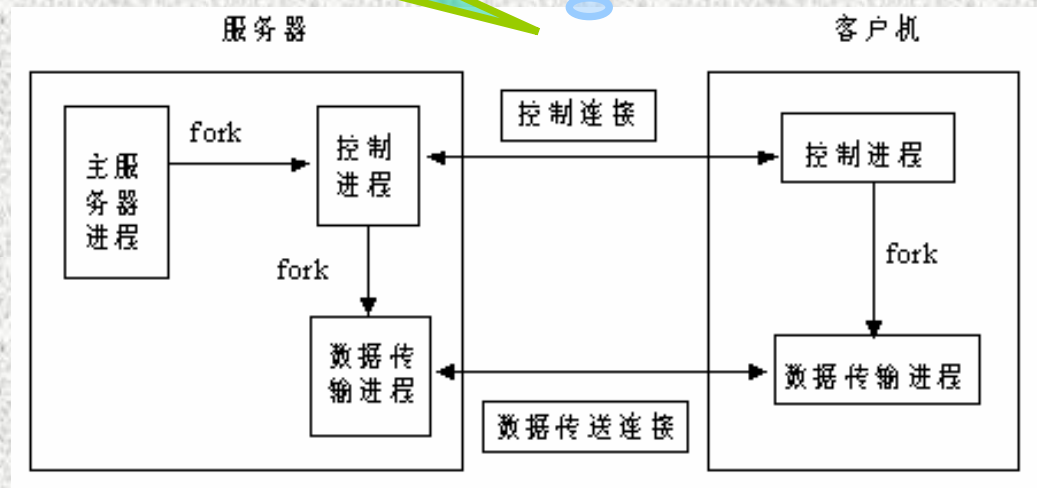 服务器
客户机
控制连接
fork
主服
务器
进程
控制
进程
控制进程
fork
fork
数据传
输进程
数据传输进程
数据传送连接